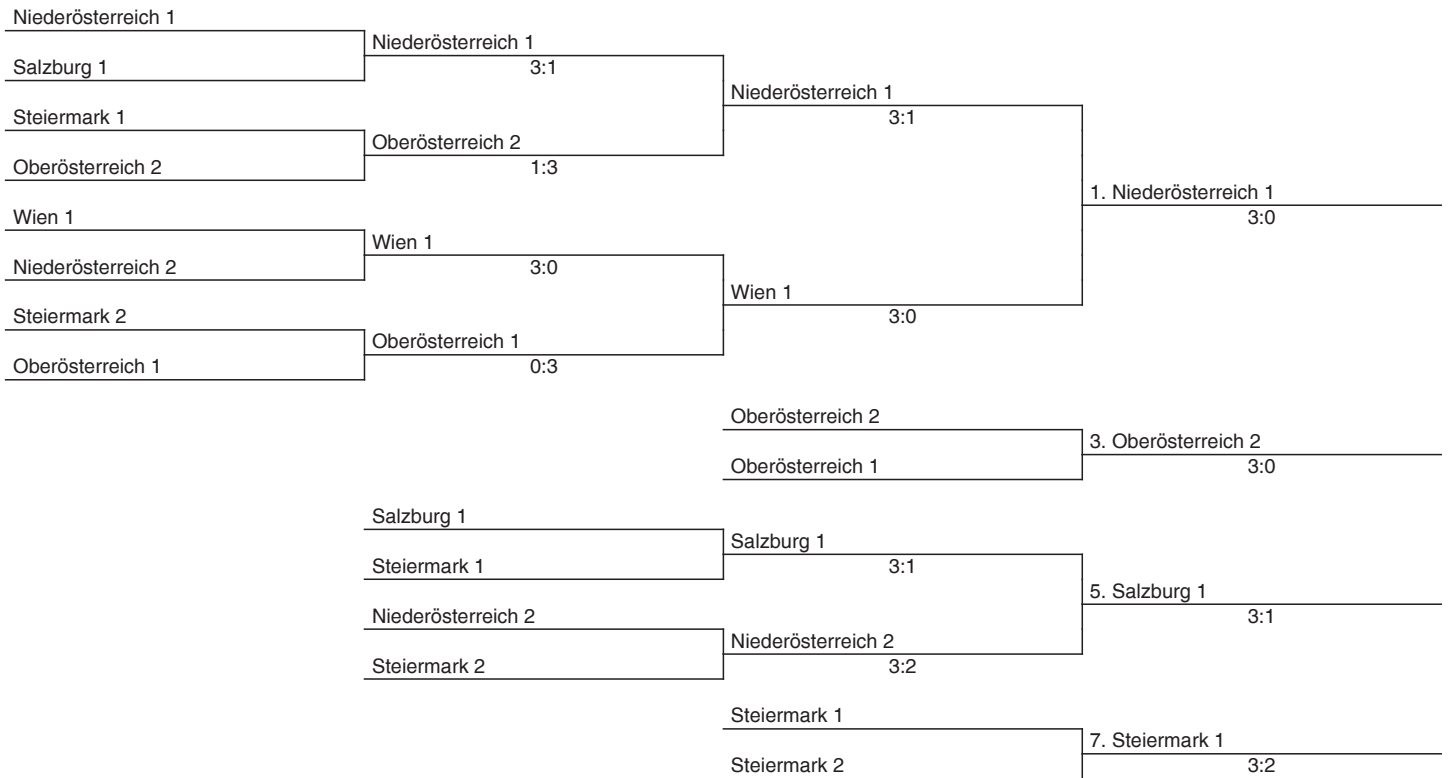 Niederösterreich 1
Niederösterreich 1
Salzburg 1
3:1
Niederösterreich 1
Steiermark 1
3:1
Oberösterreich 2
Oberösterreich 2
1:3
1. Niederösterreich 1
Wien 1
3:0
Wien 1
Niederösterreich 2
3:0
Wien 1
Steiermark 2
3:0
Oberösterreich 1
Oberösterreich 1
0:3
Oberösterreich 2
3. Oberösterreich 2
Oberösterreich 1
3:0
Salzburg 1
Salzburg 1
Steiermark 1
3:1
5. Salzburg 1
Niederösterreich 2
3:1
Niederösterreich 2
Steiermark 2
3:2
Steiermark 1
7. Steiermark 1
Steiermark 2
3:2